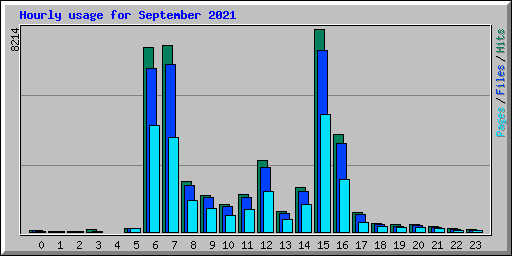 Hourly usage for September 2021
8214
Pages/Files/Hits
0 1 2 3 4 5 6 7 8 9 10 11 12 13 14 15 16 17 18 19 20 21 22 23